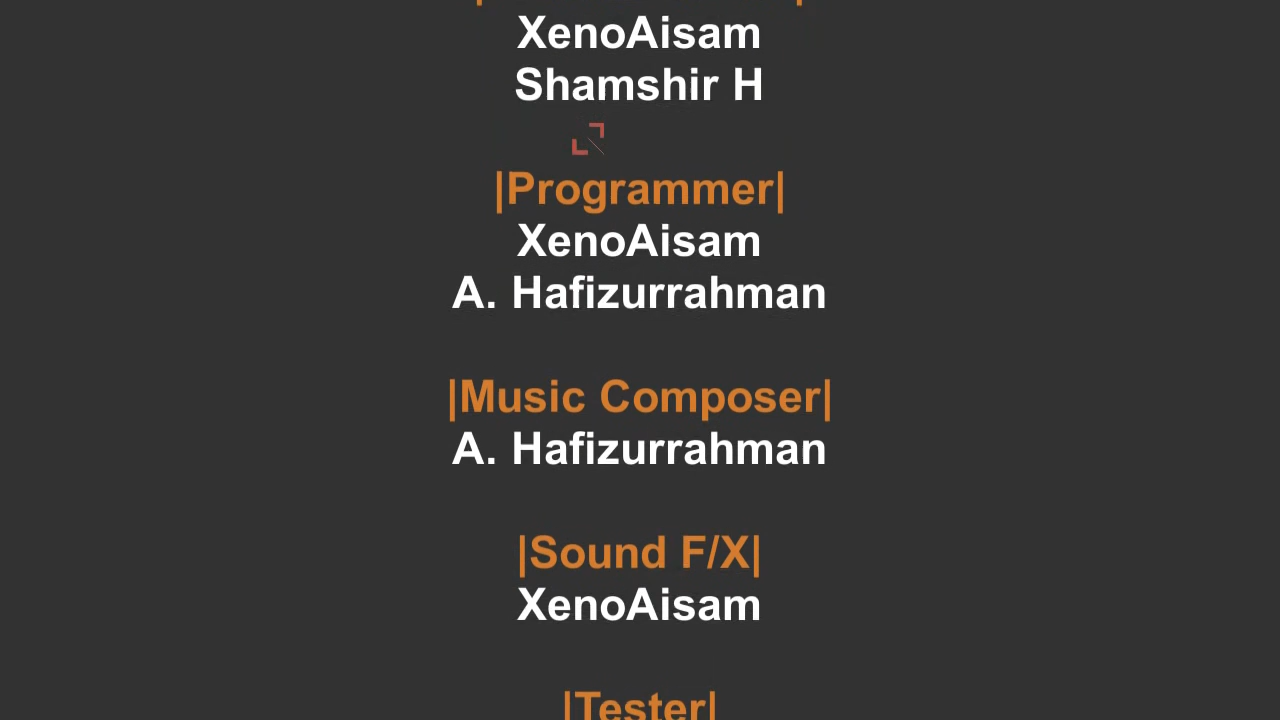 XenoAisam
Shamshir H
|Programmer|
XenoAisam
A. Hafizurrahman
|Music Composer|
A. Hafizurrahman
|Sound F/X|
XenoAisam
|Tester|